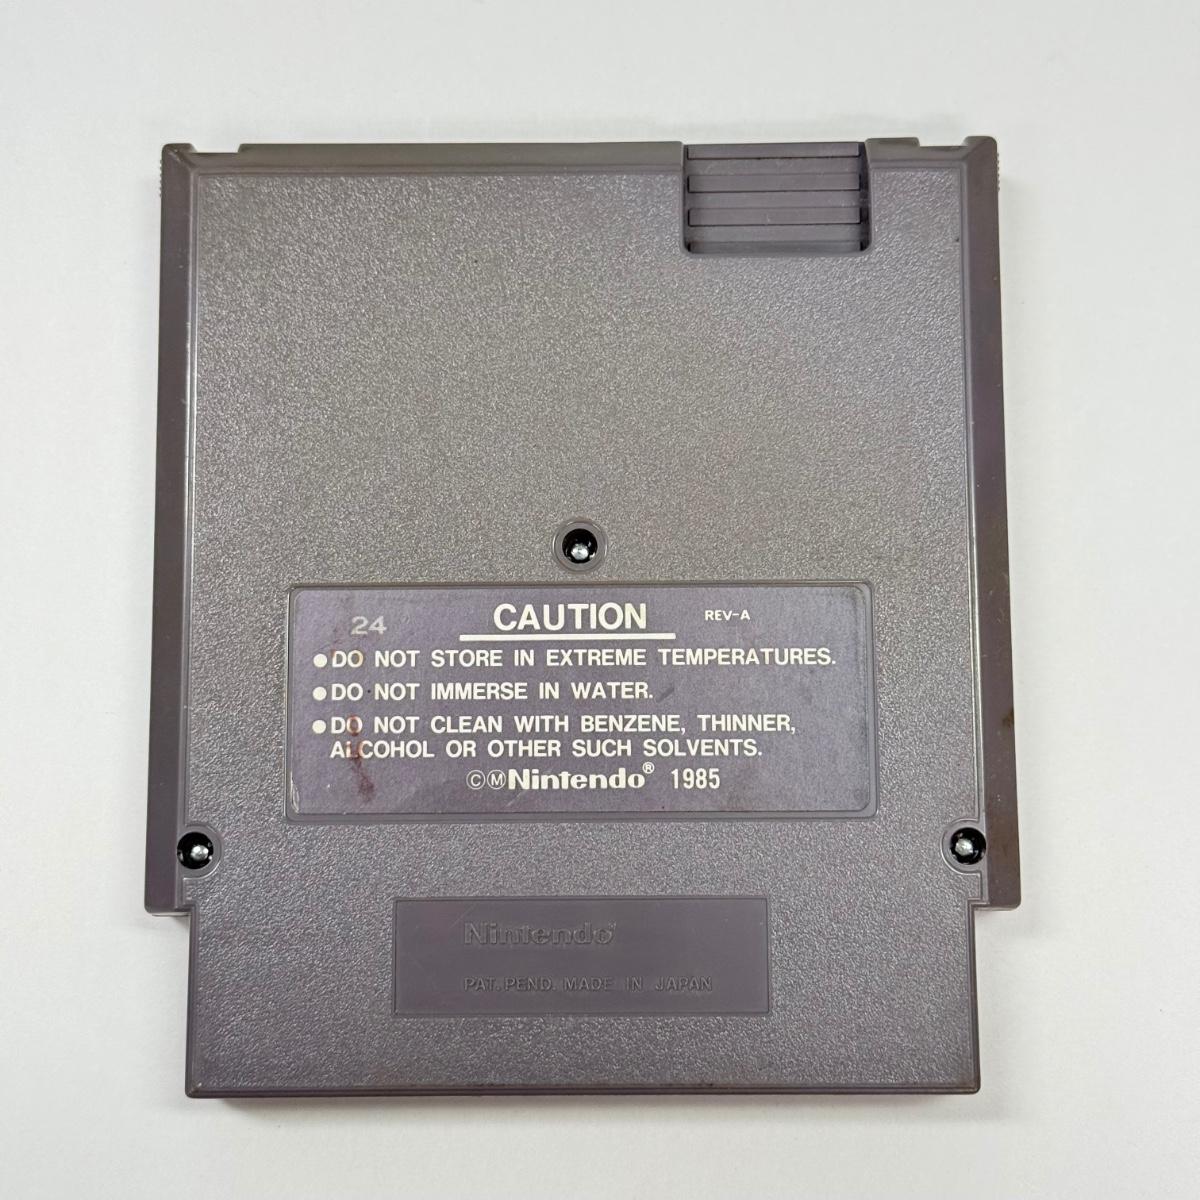 24 CAUTION REV-A
●DO NOT STORE IN EXTREME TEMPERATURES.
●DO NOT IMMERSE IN WATER.
●DO NOT CLEAN WITH BENZENE, THINNER,
ALCOHOL OR OTHER SUCH SOLVENTS.
ⒸⓂNintendo® 1985
Nintendo®
PAT. PEND. MADE IN JAPAN